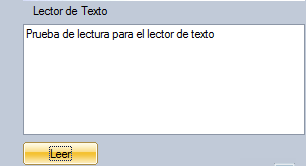 Lector de Texto
Prueba de lectura para el lector de texto
Leer